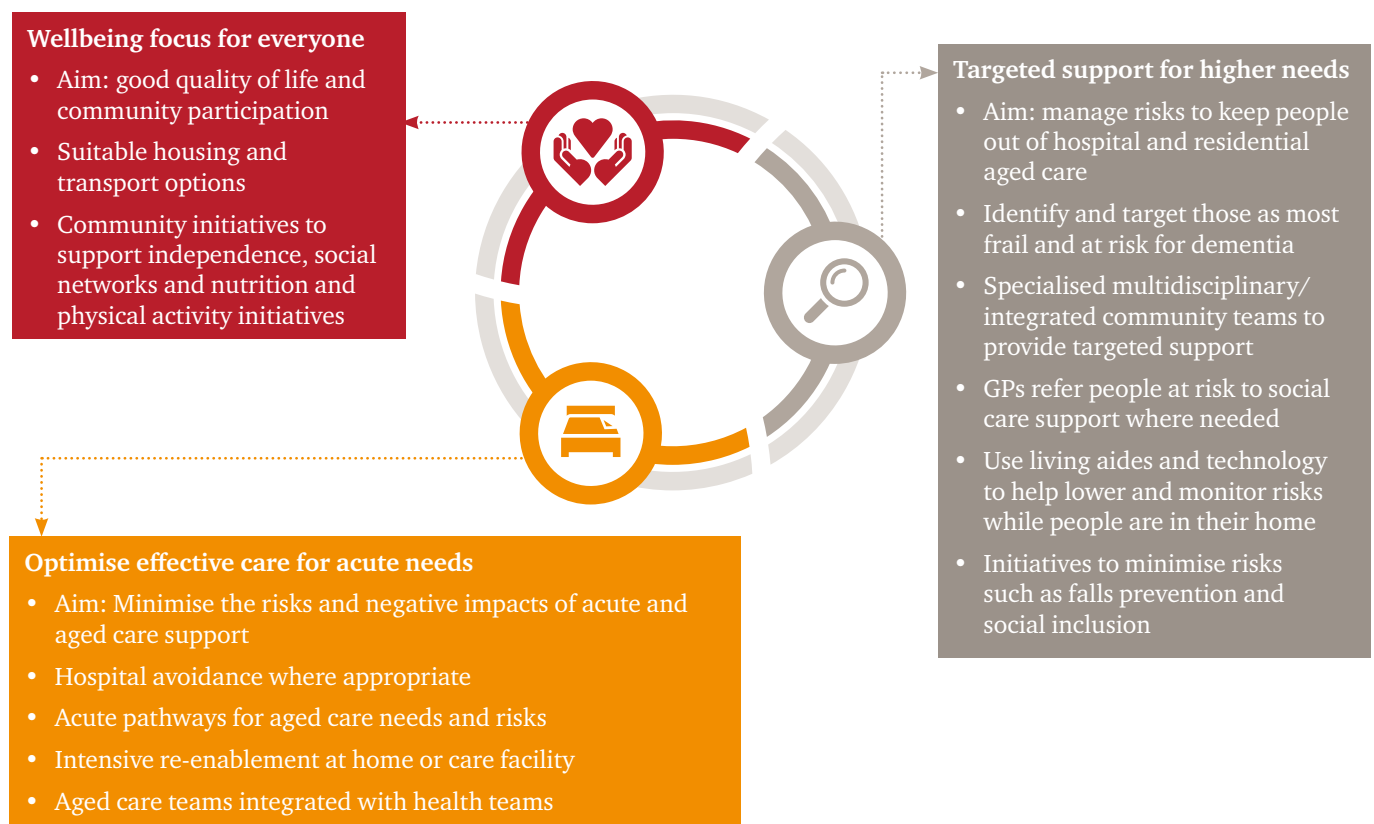 Wellbeing focus for everyone
• Aim: good quality of life and
community participation
• Suitable housing and
transport options
• Community initiatives to
support independence, social
networks and nutrition and
physical activity initiatives
Targeted support for higher needs
• Aim: manage risks to keep people
out of hospital and residential
aged care
• Identify and target those as most
frail and at risk for dementia
• Specialised multidisciplinary/
integrated community teams to
provide targeted support
• GPs refer people at risk to social
care support where needed
• Use living aides and technology
to help lower and monitor risks
while people are in their home
• Initiatives to minimise risks
such as falls prevention and
social inclusion
Optimise effective care for acute needs
• Aim: Minimise the risks and negative impacts of acute and
aged care support
• Hospital avoidance where appropriate
• Acute pathways for aged care needs and risks
• Intensive re-enablement at home or care facility
• Aged care teams integrated with health teams